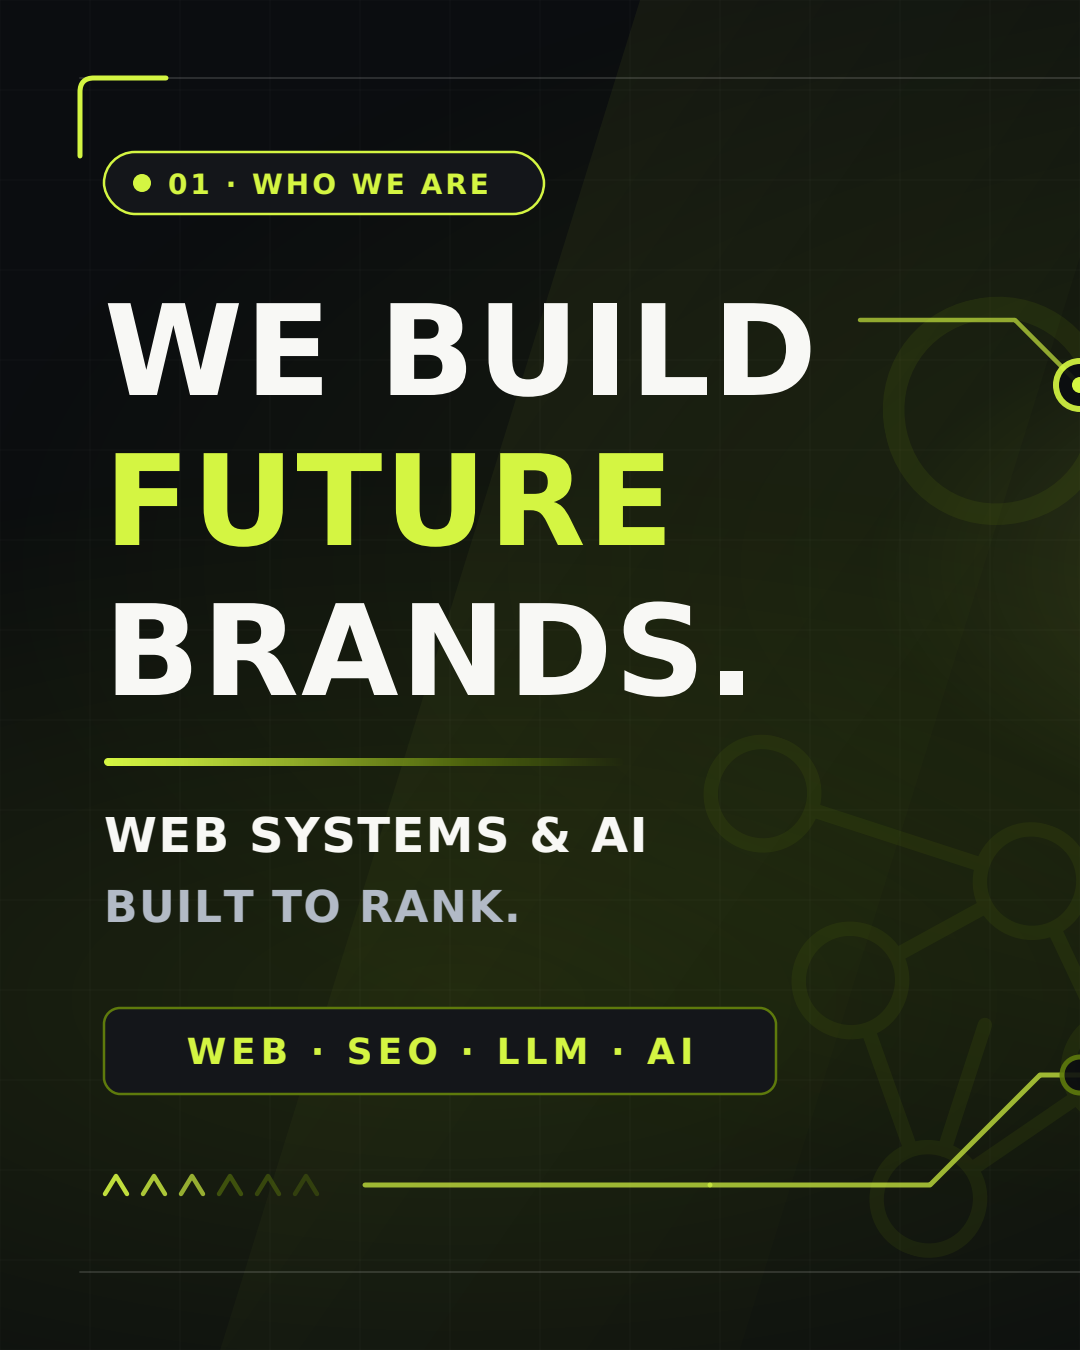 01 · WHO WE ARE
WE BUILD
FUTURE
BRANDS.
WEB SYSTEMS & AI
BUILT TO RANK.
WEB · SEO · LLM · AI